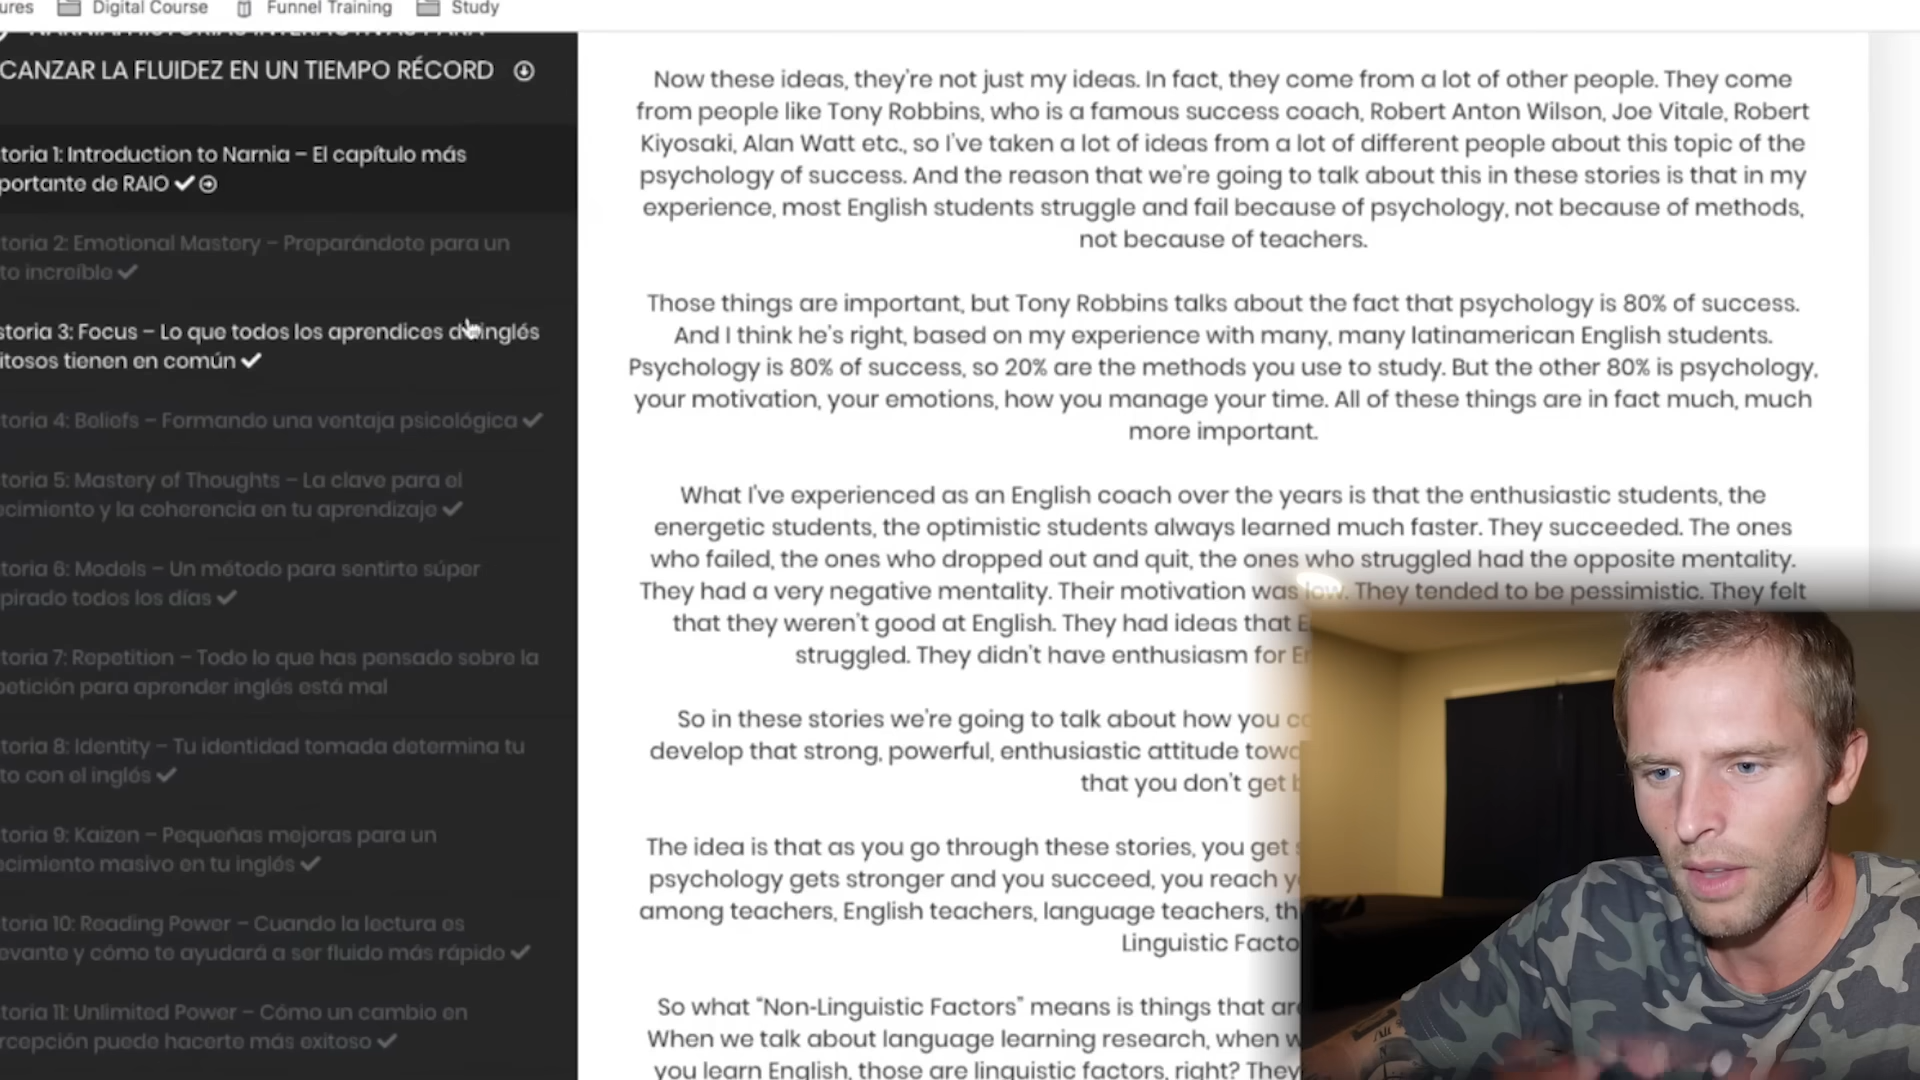 ures Digital Course Funnel Training Study
CANZAR LA FLUIDEZ EN UN TIEMPO RÉCORD
toria 1: Introduction to Narnia – El capítulo más
portante de RAIO
toria 2: Emotional Mastery – Preparándote para un
to increíble
storia 3: Focus – Lo que todos los aprendices de inglés
itosos tienen en común
toria 4: Beliefs – Formando una ventaja psicológica
toria 5: Mastery of Thoughts – La clave para el
ecimiento y la coherencia en tu aprendizaje
toria 6: Models – Un método para sentirte súper
pirado todos los días
toria 7: Repetition – Todo lo que has pensado sobre la
petición para aprender inglés está mal
toria 8: Identity – Tu identidad tomada determina tu
to con el inglés
toria 9: Kaizen – Pequeñas mejoras para un
ecimiento masivo en tu inglés
toria 10: Reading Power – Cuando la lectura es
evante y cómo te ayudará a ser fluido más rápido
toria 11: Unlimited Power – Cómo un cambio en
rcepción puede hacerte más exitoso
Now these ideas, they're not just my ideas. In fact, they come from a lot of other people. They come
from people like Tony Robbins, who is a famous success coach, Robert Anton Wilson, Joe Vitale, Robert
Kiyosaki, Alan Watt etc., so I've taken a lot of ideas from a lot of different people about this topic of the
psychology of success. And the reason that we're going to talk about this in these stories is that in my
experience, most English students struggle and fail because of psychology, not because of methods,
not because of teachers.
Those things are important, but Tony Robbins talks about the fact that psychology is 80% of success.
And I think he's right, based on my experience with many, many latinamerican English students.
Psychology is 80% of success, so 20% are the methods you use to study. But the other 80% is psychology,
your motivation, your emotions, how you manage your time. All of these things are in fact much, much
more important.
What I've experienced as an English coach over the years is that the enthusiastic students, the
energetic students, the optimistic students always learned much faster. They succeeded. The ones
who failed, the ones who dropped out and quit, the ones who struggled had the opposite mentality.
They had a very negative mentality. Their motivation was low. They tended to be pessimistic. They felt
that they weren't good at English. They had ideas that E
struggled. They didn't have enthusiasm for En
So in these stories we're going to talk about how you c
develop that strong, powerful, enthusiastic attitude towa
that you don't get b
The idea is that as you go through these stories, you get s
psychology gets stronger and you succeed, you reach y
among teachers, English teachers, language teachers, th
Linguistic Facto
So what "Non-Linguistic Factors" means is things that are
When we talk about language learning research, when w
you learn English, those are linguistic factors, right? They